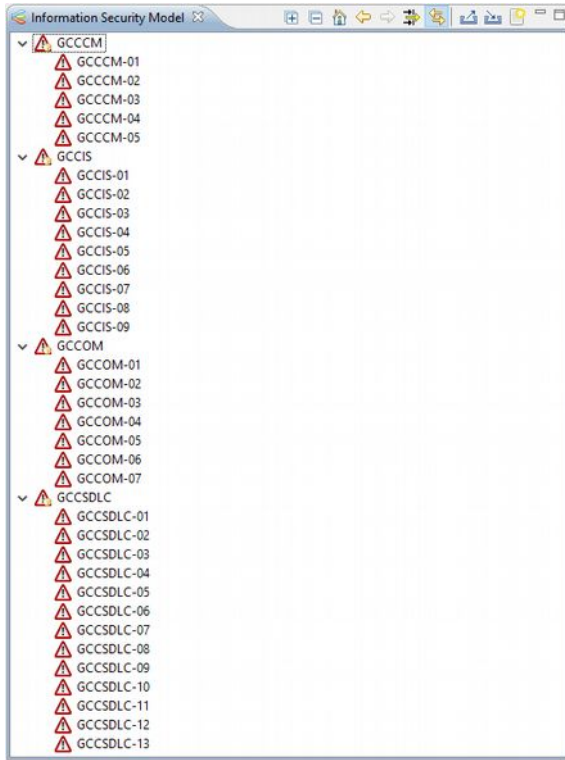 Information Security Model
GCCCM
GCCCM-01
GCCCM-02
GCCCM-03
GCCCM-04
GCCCM-05
GCCIS
GCCIS-01
GCCIS-02
GCCIS-03
GCCIS-04
GCCIS-05
GCCIS-06
GCCIS-07
GCCIS-08
GCCIS-09
GCCOM
GCCOM-01
GCCOM-02
GCCOM-03
GCCOM-04
GCCOM-05
GCCOM-06
GCCOM-07
GCCSDLC
GCCSDLC-01
GCCSDLC-02
GCCSDLC-03
GCCSDLC-04
GCCSDLC-05
GCCSDLC-06
GCCSDLC-07
GCCSDLC-08
GCCSDLC-09
GCCSDLC-10
GCCSDLC-11
GCCSDLC-12
GCCSDLC-13